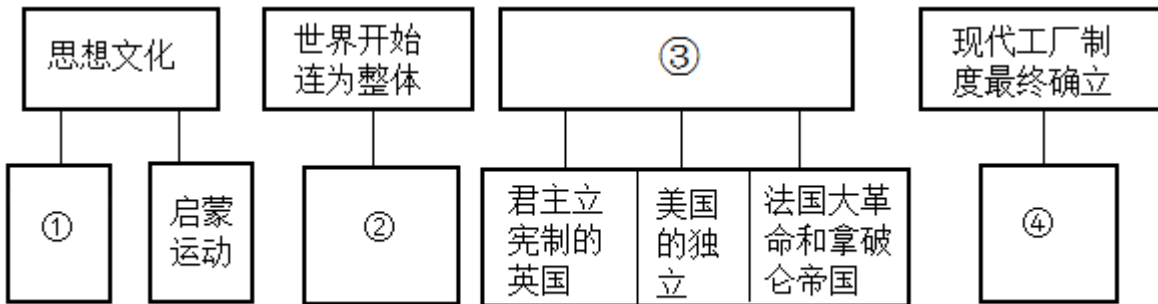 思想文化
世界开始
连为整体
③
现代工厂制
度最终确立
①
启蒙
运动
②
君主立
宪制的
英国
美国
的独
立
法国大革
命和拿破
仑帝国
④